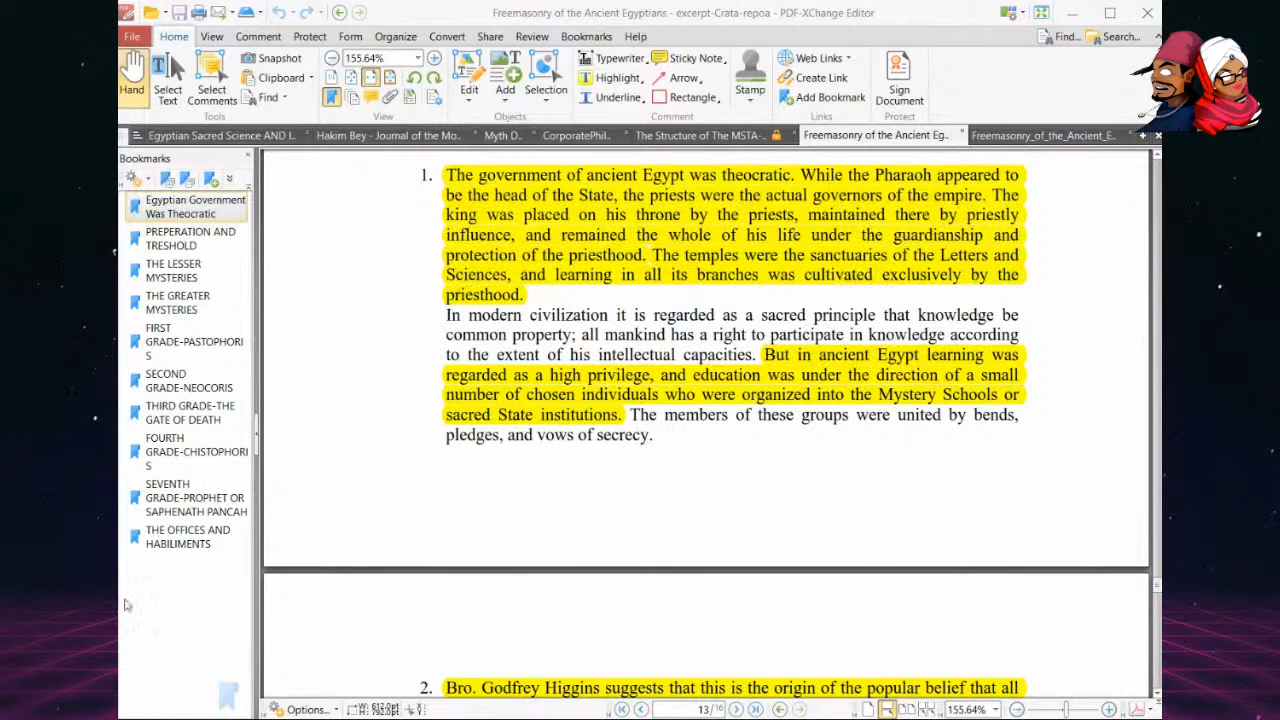 Freemasonry of the Ancient Egyptians - excerpt-Crata-repoa - PDF-XChange Editor
File Home View Comment Protect Form Organize Convert Share Review Bookmarks Help Find... Search...
Hand
Select Text
Select Comments
Snapshot
Clipboard
Find
Tools
155.64%
View
Edit
Add
Selection
Objects
Typewriter
Highlight
Underline
Sticky Note
Arrow
Rectangle
Comment
Stamp
Web Links
Create Link
Add Bookmark
Links
Sign Document
Protect
Egyptian Sacred Science AND I... Hakim Bey - Journal of the Mo... Myth D... CorporatePhil... The Structure of The MSTA-... Freemasonry of the Ancient Eg... Freemasonry_of_the_Ancient_E...
Bookmarks
Egyptian Government
Was Theocratic
PREPERATION AND
TRESHOLD
THE LESSER
MYSTERIES
THE GREATER
MYSTERIES
FIRST
GRADE-PASTOPHORI
S
SECOND
GRADE-NEOCORIS
THIRD GRADE-THE
GATE OF DEATH
FOURTH
GRADE-CHISTOPHORI
S
SEVENTH
GRADE-PROPHET OR
SAPHENATH PANCAH
THE OFFICES AND
HABILIMENTS
1. The government of ancient Egypt was theocratic. While the Pharaoh appeared to
be the head of the State, the priests were the actual governors of the empire. The
king was placed on his throne by the priests, maintained there by priestly
influence, and remained the whole of his life under the guardianship and
protection of the priesthood. The temples were the sanctuaries of the Letters and
Sciences, and learning in all its branches was cultivated exclusively by the
priesthood.
In modern civilization it is regarded as a sacred principle that knowledge be
common property; all mankind has a right to participate in knowledge according
to the extent of his intellectual capacities. But in ancient Egypt learning was
regarded as a high privilege, and education was under the direction of a small
number of chosen individuals who were organized into the Mystery Schools or
sacred State institutions. The members of these groups were united by bends,
pledges, and vows of secrecy.
2. Bro. Godfrey Higgins suggests that this is the origin of the popular belief that all
Options... 13/16 155.64%